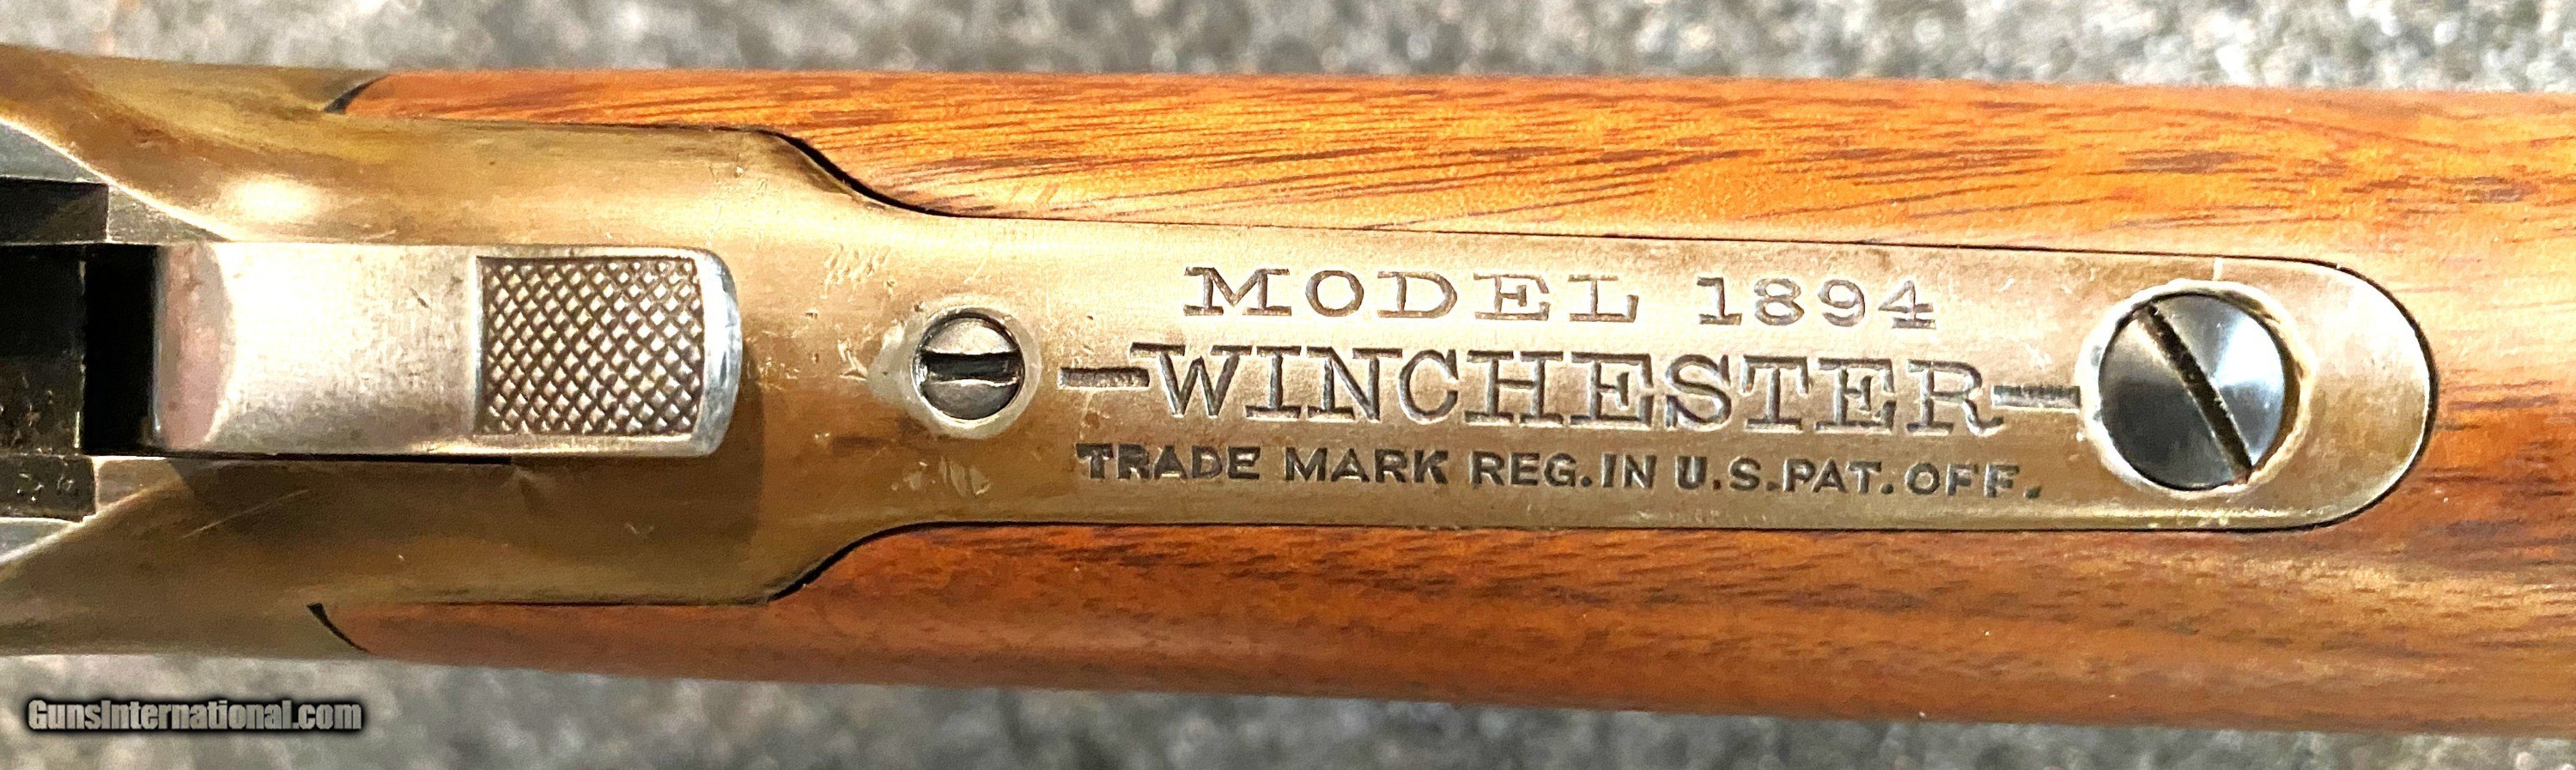 MODEL 1894
-WINCHESTER-
TRADE MARK REG. IN U.S. PAT. OFF.
GunsInternational.com